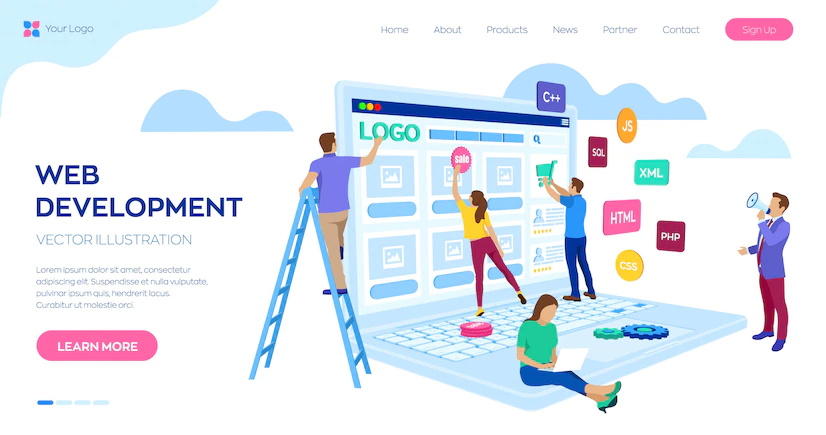 Your Logo
Home About Products News Partner Contact Sign Up
C++
JS
LOGO
sale
SQL
XML
WEB
DEVELOPMENT
HTML
PHP
VECTOR ILLUSTRATION
CSS
Lorem ipsum dolor sit amet, consectetur
adipiscing elit. Suspendisse et nulla vulputate,
pulvinar ipsum quis, hendrerit lacus.
Curabitur ut molestie orci.
LEARN MORE